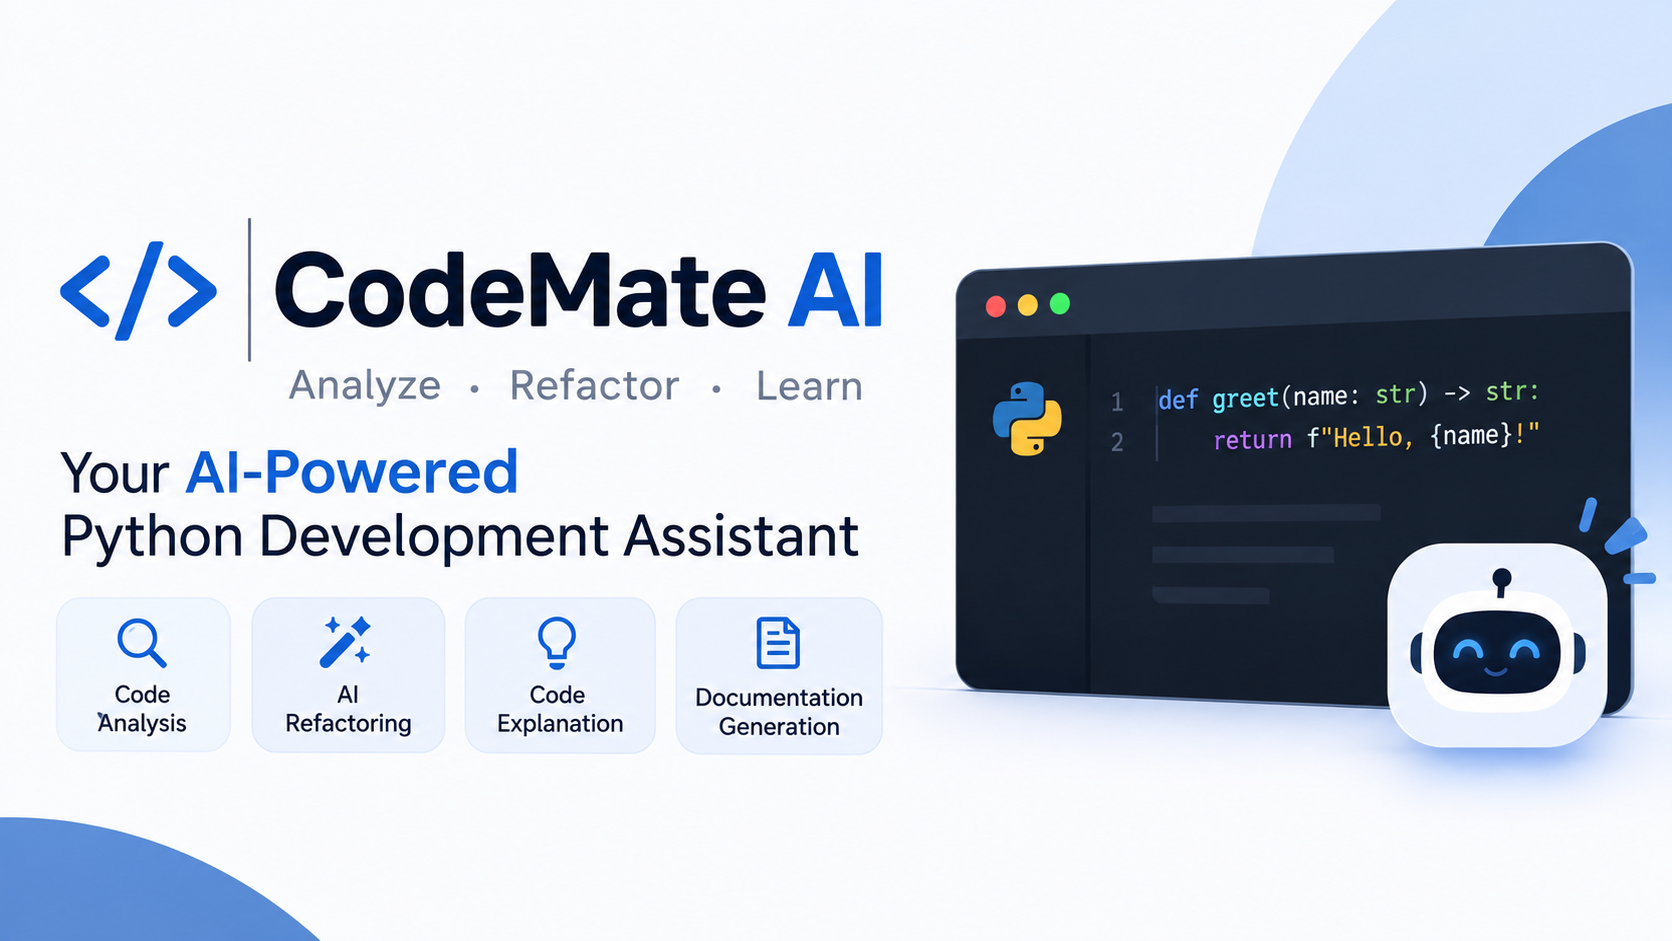 </> CodeMate AI
Analyze · Refactor · Learn
Your AI-Powered
Python Development Assistant
Code
Analysis
AI
Refactoring
Code
Explanation
Documentation
Generation
1 def greet(name: str) -> str:
2 return f"Hello, {name}!"